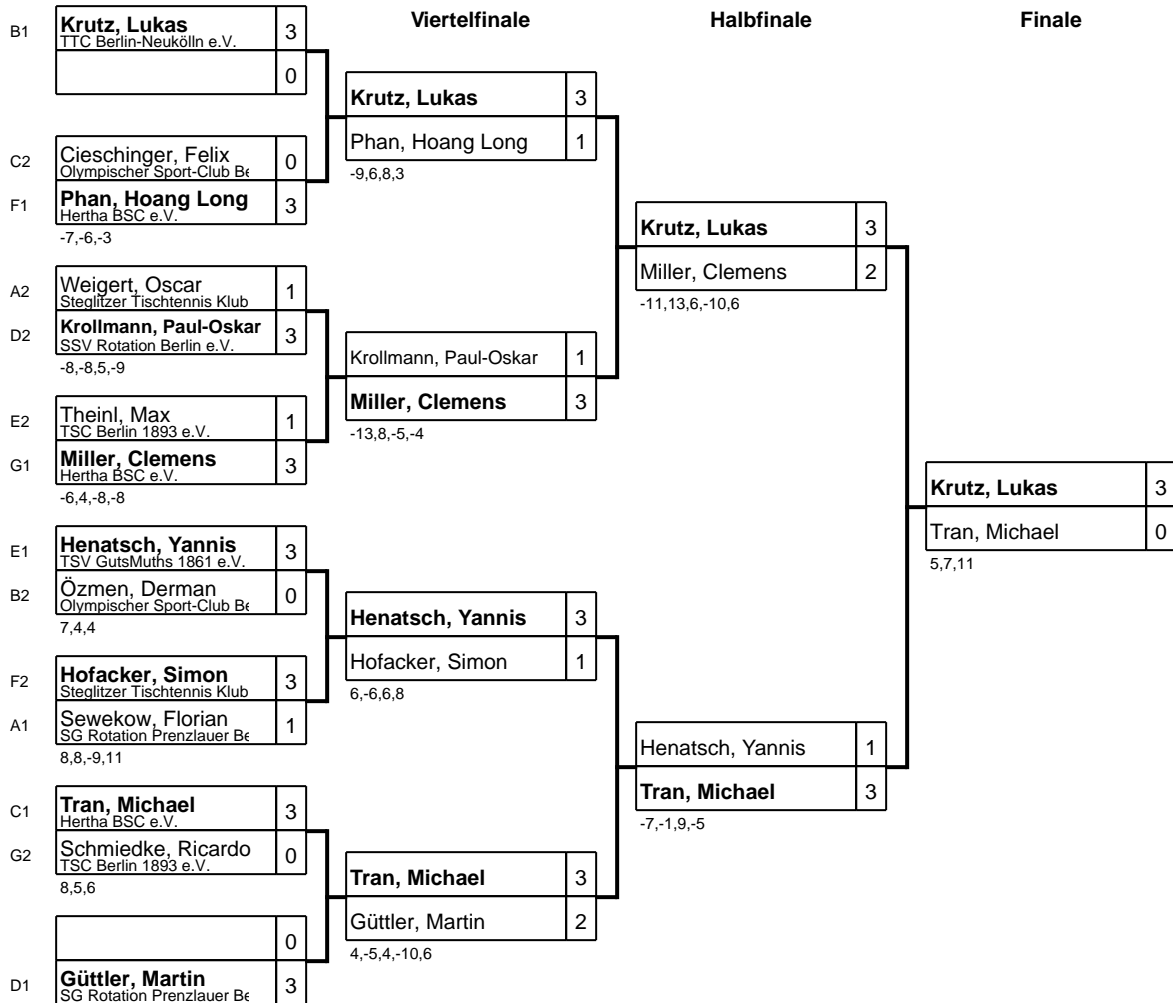 Viertelfinale Halbfinale Finale
B1 Krutz, Lukas 3
TTC Berlin-Neukölln e.V.
0
C2 Cieschinger, Felix 0
Olympischer Sport-Club Be
F1 Phan, Hoang Long 3
Hertha BSC e.V.
-7,-6,-3
A2 Weigert, Oscar 1
Steglitzer Tischtennis Klub
D2 Krollmann, Paul-Oskar 3
SSV Rotation Berlin e.V.
-8,-8,5,-9
E2 Theinl, Max 1
TSC Berlin 1893 e.V.
G1 Miller, Clemens 3
Hertha BSC e.V.
-6,4,-8,-8
E1 Henatsch, Yannis 3
TSV GutsMuths 1861 e.V.
B2 Özmen, Derman 0
Olympischer Sport-Club Be
7,4,4
F2 Hofacker, Simon 3
Steglitzer Tischtennis Klub
A1 Sewekow, Florian 1
SG Rotation Prenzlauer Be
8,8,-9,11
C1 Tran, Michael 3
Hertha BSC e.V.
G2 Schmiedke, Ricardo 0
TSC Berlin 1893 e.V.
8,5,6
0
D1 Güttler, Martin 3
SG Rotation Prenzlauer Be
Krutz, Lukas 3
Phan, Hoang Long 1
-9,6,8,3
Krollmann, Paul-Oskar 1
Miller, Clemens 3
-13,8,-5,-4
Henatsch, Yannis 3
Hofacker, Simon 1
6,-6,6,8
Tran, Michael 3
Güttler, Martin 2
4,-5,4,-10,6
Krutz, Lukas 3
Miller, Clemens 2
-11,13,6,-10,6
Henatsch, Yannis 1
Tran, Michael 3
-7,-1,9,-5
Krutz, Lukas 3
Tran, Michael 0
5,7,11